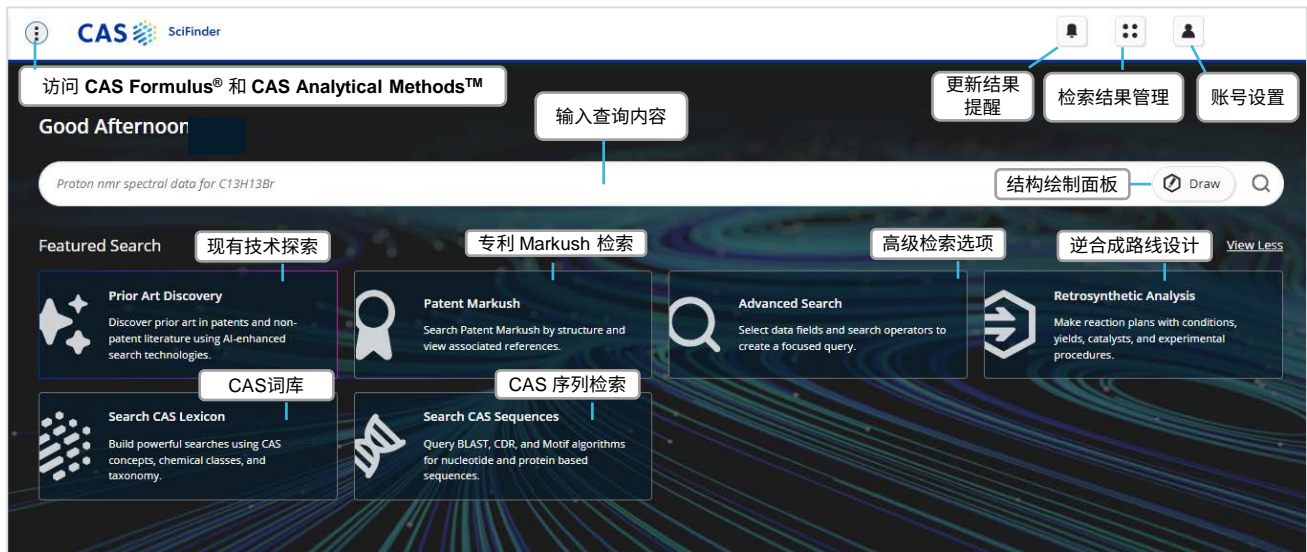 CAS SciFinder
访问 CAS Formulus® 和 CAS Analytical Methods™
更新结果
提醒
检索结果管理
账号设置
Good Afternoon
输入查询内容
Proton nmr spectral data for C13H13Br
结构绘制面板
Draw
Featured Search
现有技术探索
专利 Markush 检索
高级检索选项
逆合成路线设计
View Less
Prior Art Discovery
Discover prior art in patents and non-
patent literature using AI-enhanced
search technologies.
Patent Markush
Search Patent Markush by structure and
view associated references.
Advanced Search
Select data fields and search operators to
create a focused query.
Retrosynthetic Analysis
Make reaction plans with conditions,
yields, catalysts, and experimental
procedures.
CAS词库
CAS 序列检索
Search CAS Lexicon
Build powerful searches using CAS
concepts, chemical classes, and
taxonomy.
Search CAS Sequences
Query BLAST, CDR, and Motif algorithms
for nucleotide and protein based
sequences.